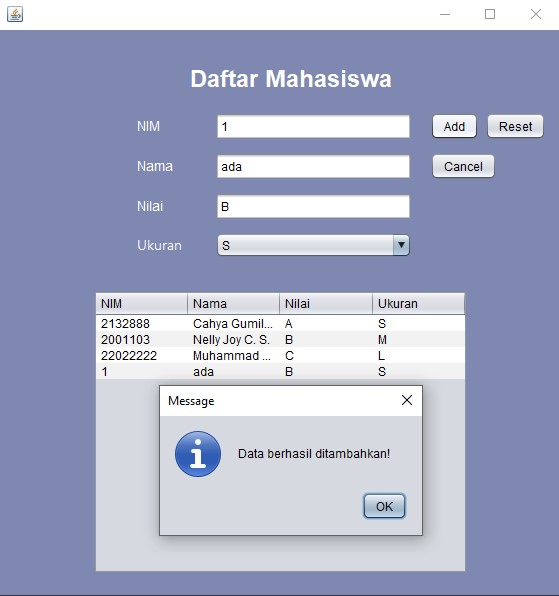 Daftar Mahasiswa
NIM 1 Add Reset
Nama ada Cancel
Nilai B
Ukuran S
NIM Nama Nilai Ukuran
2132888 Cahya Gumil... A S
2001103 Nelly Joy C. S. B M
22022222 Muhammad ... C L
1 ada B S
Message
Data berhasil ditambahkan!
OK